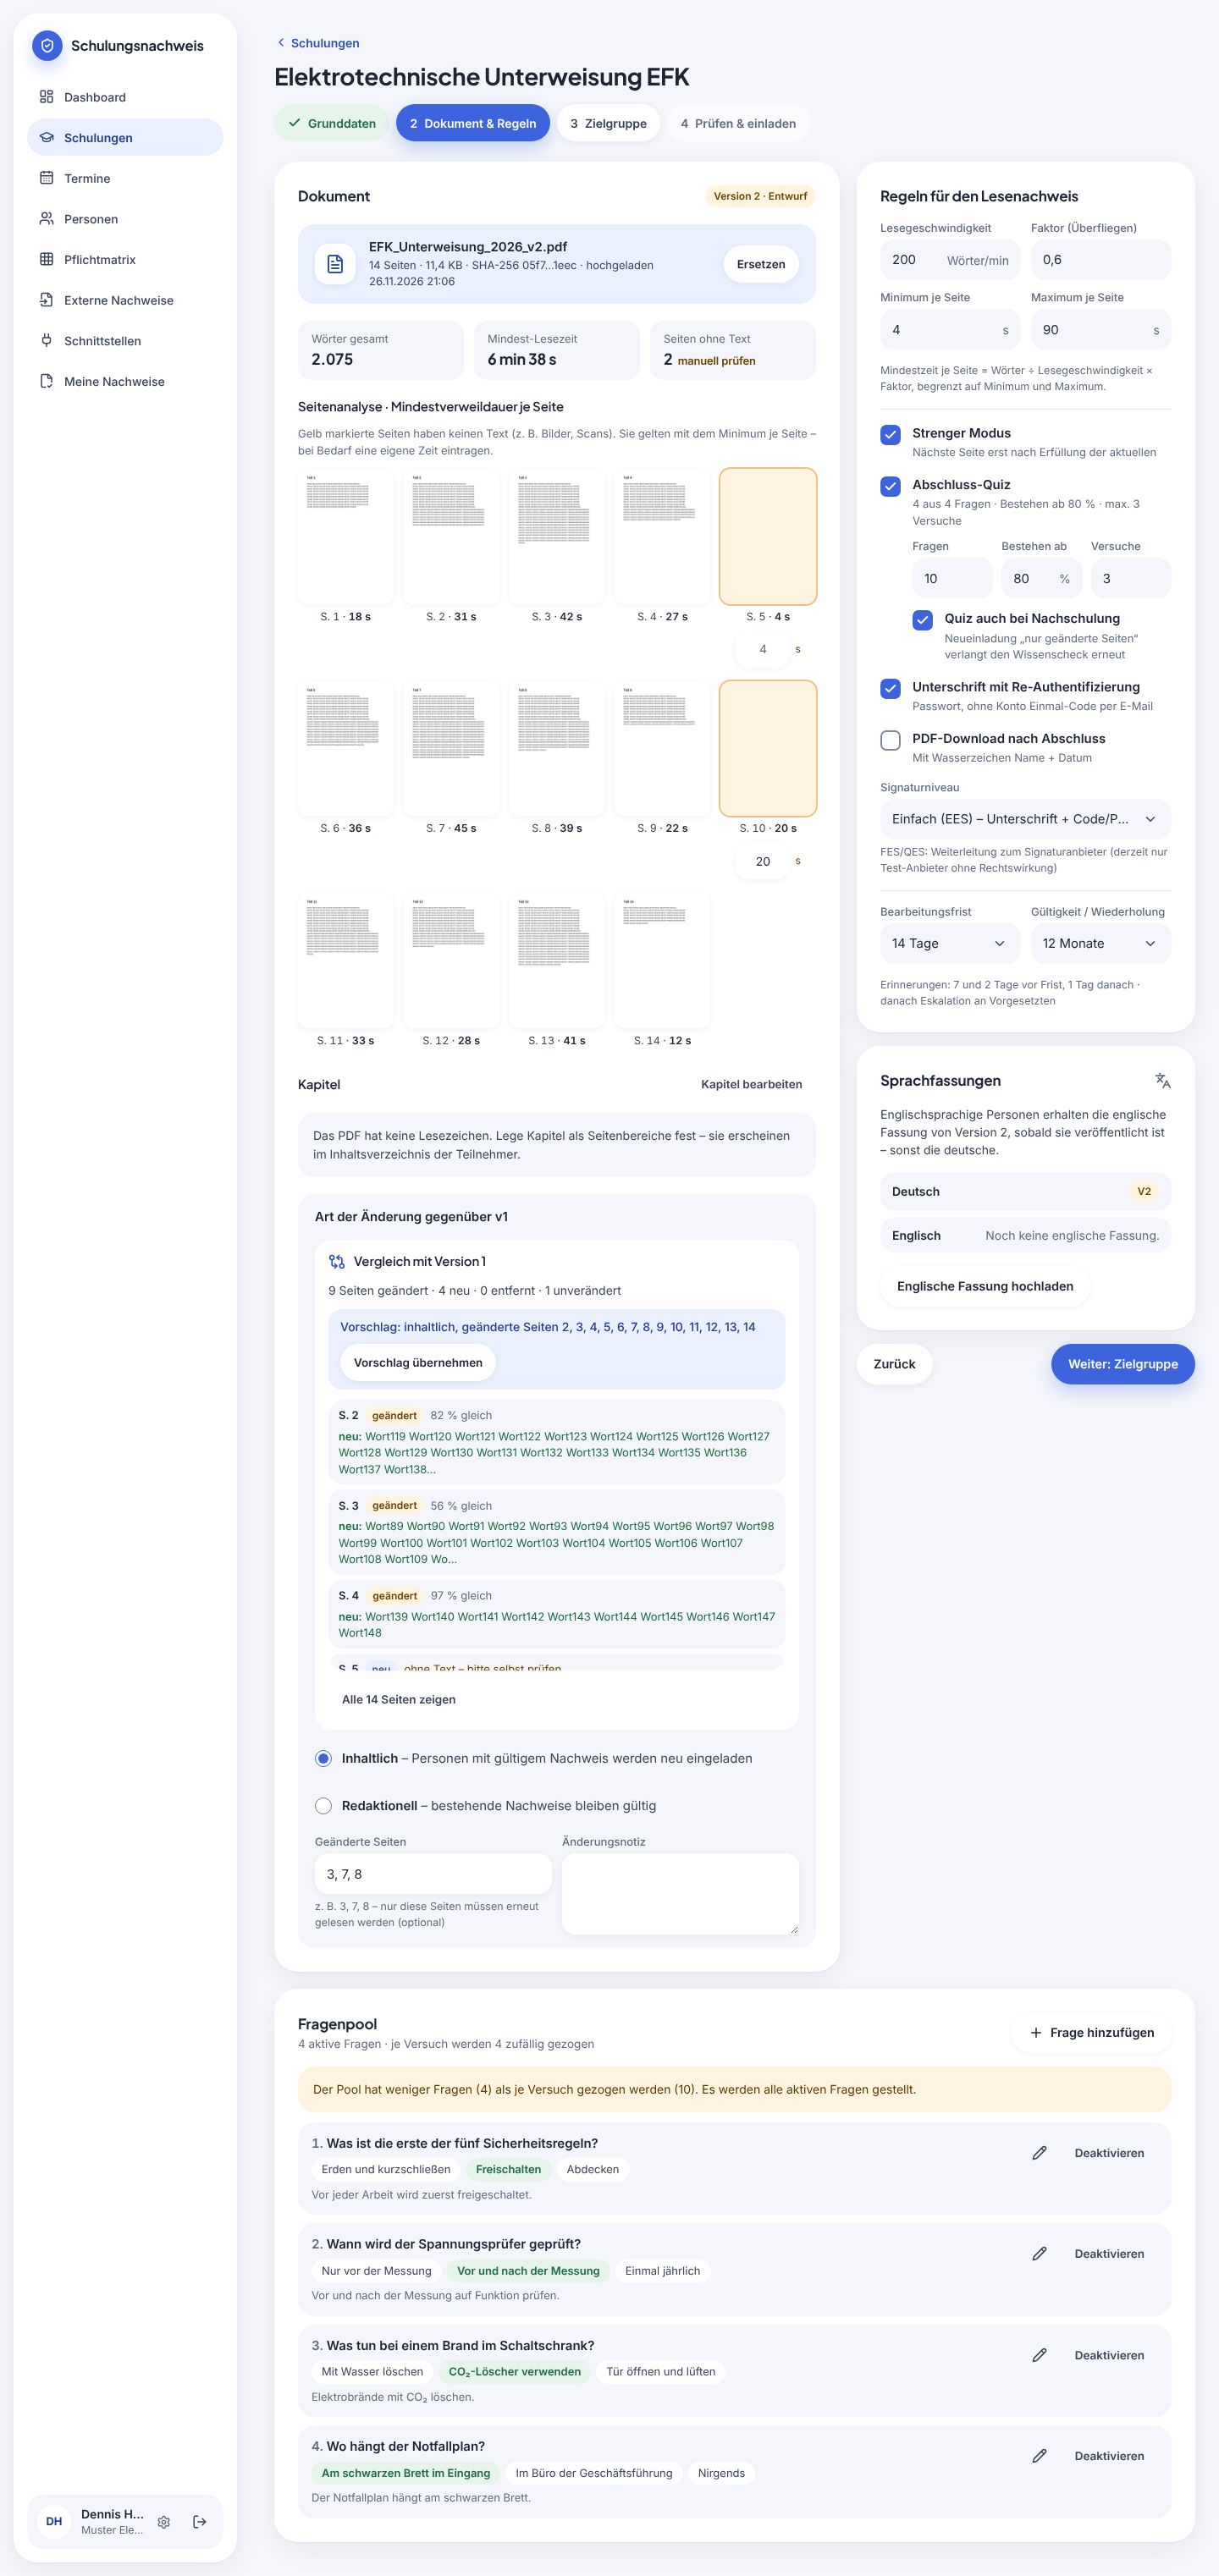 Schulungsnachweis
Dashboard
Schulungen
Termine
Personen
Pflichtmatrix
Externe Nachweise
Schnittstellen
Meine Nachweise
DH
Dennis H…
Muster Ele…
Schulungen
Elektrotechnische Unterweisung EFK
Grunddaten
2 Dokument & Regeln
3 Zielgruppe
4 Prüfen & einladen
Dokument
Version 2 · Entwurf
EFK_Unterweisung_2026_v2.pdf
14 Seiten · 11,4 KB · SHA-256 05f7…1eec · hochgeladen
26.11.2026 21:06
Ersetzen
Wörter gesamt
2.075
Mindest-Lesezeit
6 min 38 s
Seiten ohne Text
2 manuell prüfen
Seitenanalyse · Mindestverweildauer je Seite
Gelb markierte Seiten haben keinen Text (z. B. Bilder, Scans). Sie gelten mit dem Minimum je Seite –
bei Bedarf eine eigene Zeit eintragen.
S. 1 · 18 s
S. 2 · 31 s
S. 3 · 42 s
S. 4 · 27 s
S. 5 · 4 s
4 s
S. 6 · 36 s
S. 7 · 45 s
S. 8 · 39 s
S. 9 · 22 s
S. 10 · 20 s
20 s
S. 11 · 33 s
S. 12 · 28 s
S. 13 · 41 s
S. 14 · 12 s
Kapitel
Kapitel bearbeiten
Das PDF hat keine Lesezeichen. Lege Kapitel als Seitenbereiche fest – sie erscheinen
im Inhaltsverzeichnis der Teilnehmer.
Art der Änderung gegenüber v1
Vergleich mit Version 1
9 Seiten geändert · 4 neu · 0 entfernt · 1 unverändert
Vorschlag: inhaltlich, geänderte Seiten 2, 3, 4, 5, 6, 7, 8, 9, 10, 11, 12, 13, 14
Vorschlag übernehmen
S. 2 geändert 82 % gleich
neu: Wort119 Wort120 Wort121 Wort122 Wort123 Wort124 Wort125 Wort126 Wort127
Wort128 Wort129 Wort130 Wort131 Wort132 Wort133 Wort134 Wort135 Wort136
Wort137 Wort138…
S. 3 geändert 56 % gleich
neu: Wort89 Wort90 Wort91 Wort92 Wort93 Wort94 Wort95 Wort96 Wort97 Wort98
Wort99 Wort100 Wort101 Wort102 Wort103 Wort104 Wort105 Wort106 Wort107
Wort108 Wort109 Wo…
S. 4 geändert 97 % gleich
neu: Wort139 Wort140 Wort141 Wort142 Wort143 Wort144 Wort145 Wort146 Wort147
Wort148
S. 5 neu ohne Text – bitte selbst prüfen
Alle 14 Seiten zeigen
Inhaltlich – Personen mit gültigem Nachweis werden neu eingeladen
Redaktionell – bestehende Nachweise bleiben gültig
Geänderte Seiten
3, 7, 8
z. B. 3, 7, 8 – nur diese Seiten müssen erneut
gelesen werden (optional)
Änderungsnotiz
Regeln für den Lesenachweis
Lesegeschwindigkeit
200 Wörter/min
Faktor (Überfliegen)
0,6
Minimum je Seite
4 s
Maximum je Seite
90 s
Mindestzeit je Seite = Wörter ÷ Lesegeschwindigkeit ×
Faktor, begrenzt auf Minimum und Maximum.
Strenger Modus
Nächste Seite erst nach Erfüllung der aktuellen
Abschluss-Quiz
4 aus 4 Fragen · Bestehen ab 80 % · max. 3
Versuche
Fragen
10
Bestehen ab
80 %
Versuche
3
Quiz auch bei Nachschulung
Neueinladung „nur geänderte Seiten“
verlangt den Wissenscheck erneut
Unterschrift mit Re-Authentifizierung
Passwort, ohne Konto Einmal-Code per E-Mail
PDF-Download nach Abschluss
Mit Wasserzeichen Name + Datum
Signaturniveau
Einfach (EES) – Unterschrift + Code/P…
FES/QES: Weiterleitung zum Signaturanbieter (derzeit nur
Test-Anbieter ohne Rechtswirkung)
Bearbeitungsfrist
14 Tage
Gültigkeit / Wiederholung
12 Monate
Erinnerungen: 7 und 2 Tage vor Frist, 1 Tag danach ·
danach Eskalation an Vorgesetzten
Sprachfassungen
Englischsprachige Personen erhalten die englische
Fassung von Version 2, sobald sie veröffentlicht ist
– sonst die deutsche.
Deutsch V2
Englisch Noch keine englische Fassung.
Englische Fassung hochladen
Zurück
Weiter: Zielgruppe
Fragenpool
4 aktive Fragen · je Versuch werden 4 zufällig gezogen
Frage hinzufügen
Der Pool hat weniger Fragen (4) als je Versuch gezogen werden (10). Es werden alle aktiven Fragen gestellt.
1. Was ist die erste der fünf Sicherheitsregeln?
Erden und kurzschließen Freischalten Abdecken
Vor jeder Arbeit wird zuerst freigeschaltet.
Deaktivieren
2. Wann wird der Spannungsprüfer geprüft?
Nur vor der Messung Vor und nach der Messung Einmal jährlich
Vor und nach der Messung auf Funktion prüfen.
Deaktivieren
3. Was tun bei einem Brand im Schaltschrank?
Mit Wasser löschen CO₂-Löscher verwenden Tür öffnen und lüften
Elektrobrände mit CO₂ löschen.
Deaktivieren
4. Wo hängt der Notfallplan?
Am schwarzen Brett im Eingang Im Büro der Geschäftsführung Nirgends
Der Notfallplan hängt am schwarzen Brett.
Deaktivieren